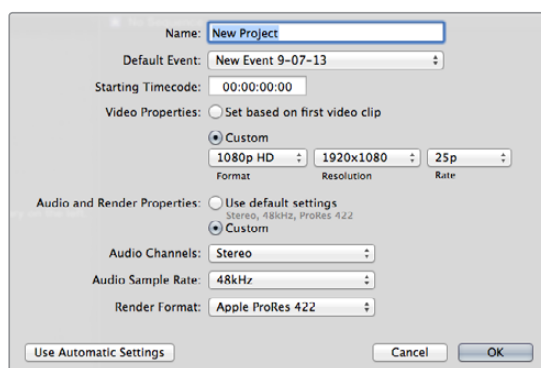 Name: New Project
Default Event: New Event 9-07-13
Starting Timecode: 00:00:00:00
Video Properties: Set based on first video clip
Custom
1080p HD 1920x1080 25p
Format Resolution Rate
Audio and Render Properties: Use default settings
Stereo, 48kHz, ProRes 422
Custom
Audio Channels: Stereo
Audio Sample Rate: 48kHz
Render Format: Apple ProRes 422
Use Automatic Settings Cancel OK